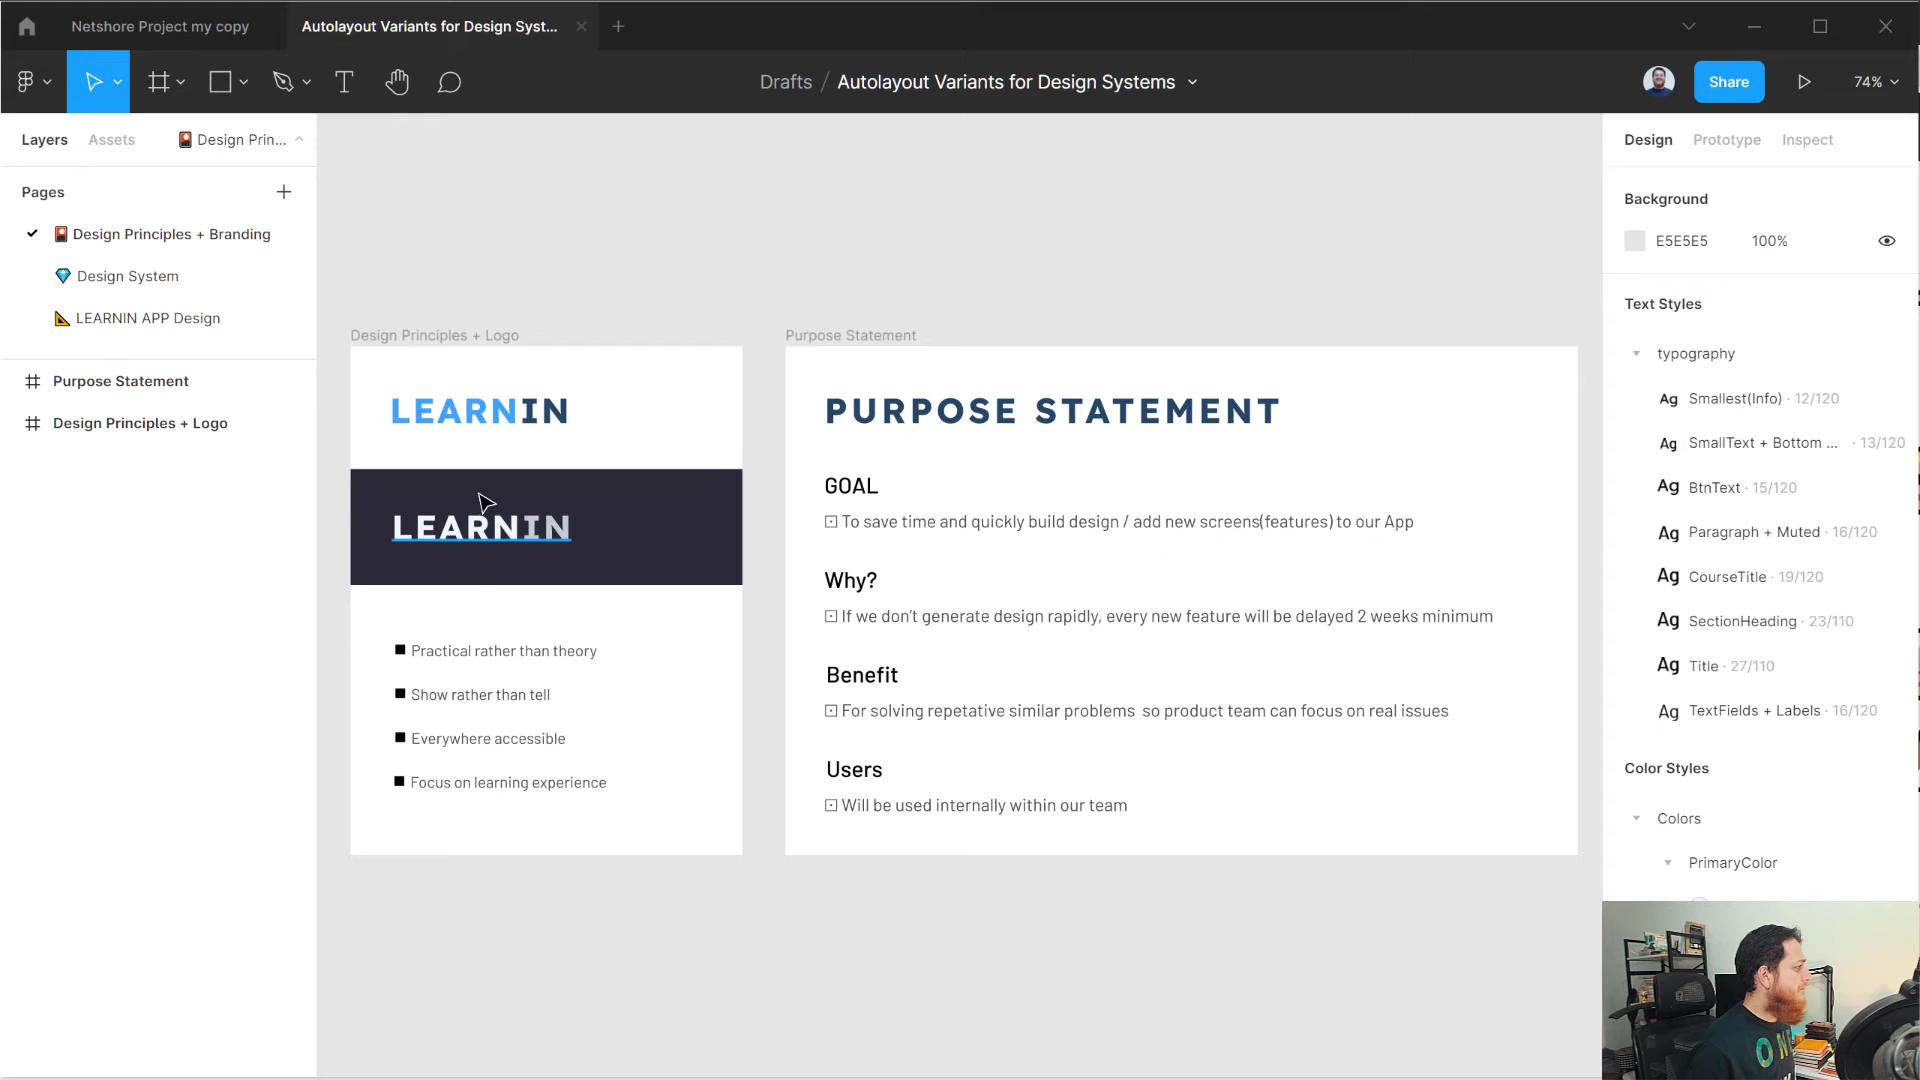 Netshore Project my copy
Autolayout Variants for Design Syst...
Drafts / Autolayout Variants for Design Systems
Share
74%
Layers
Assets
Design Prin...
Pages
Design Principles + Branding
Design System
LEARNIN APP Design
Purpose Statement
Design Principles + Logo
Design Principles + Logo
LEARNIN
LEARNIN
Practical rather than theory
Show rather than tell
Everywhere accessible
Focus on learning experience
Purpose Statement
PURPOSE STATEMENT
GOAL
To save time and quickly build design / add new screens(features) to our App
Why?
If we don’t generate design rapidly, every new feature will be delayed 2 weeks minimum
Benefit
For solving repetative similar problems  so product team can focus on real issues
Users
Will be used internally within our team
Design
Prototype
Inspect
Background
E5E5E5 100%
Text Styles
typography
Ag Smallest(Info) · 12/120
Ag SmallText + Bottom ... · 13/120
Ag BtnText · 15/120
Ag Paragraph + Muted · 16/120
Ag CourseTitle · 19/120
Ag SectionHeading · 23/110
Ag Title · 27/110
Ag TextFields + Labels · 16/120
Color Styles
Colors
PrimaryColor